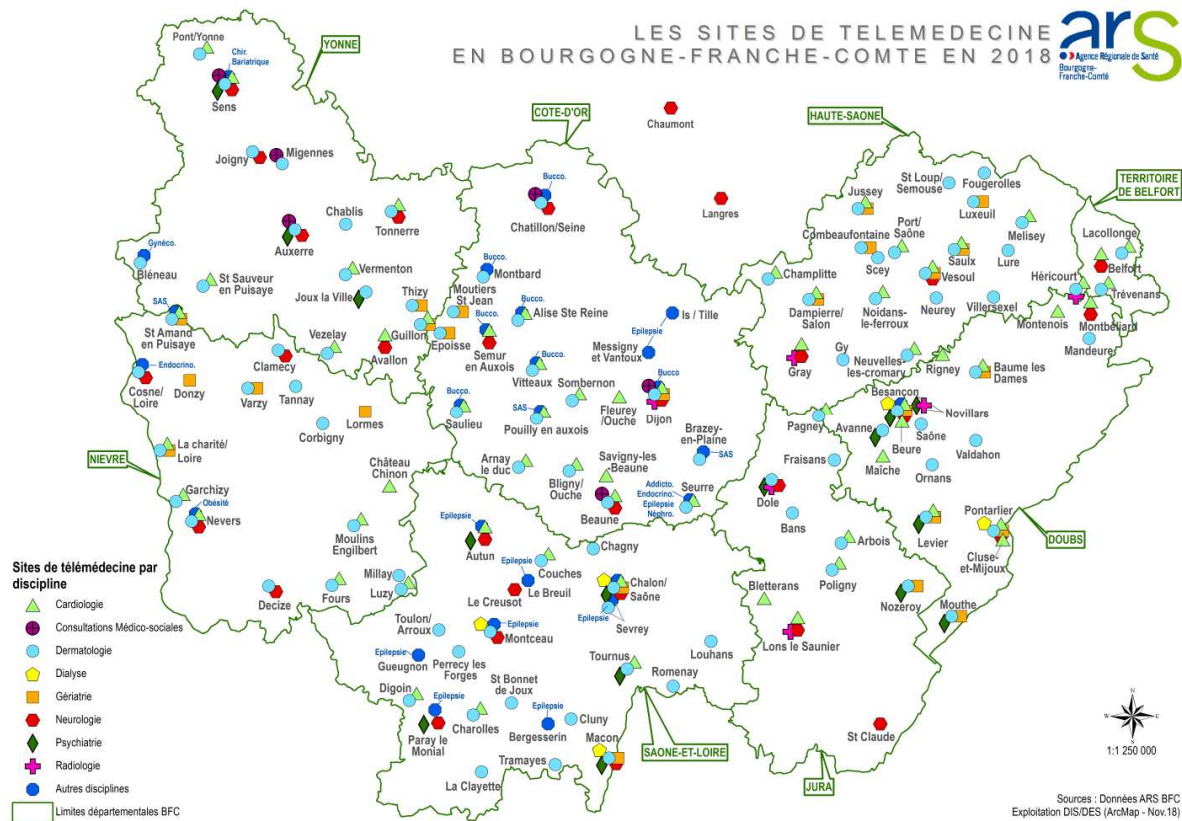 LES SITES DE TELEMEDECINE
EN BOURGOGNE-FRANCHE-COMTE EN 2018
ars
Agence Régionale de Santé
Bourgogne-
Franche-Comté
YONNE
COTE-D'OR
HAUTE-SAONE
TERRITOIRE
DE BELFORT
NIEVRE
DOUBS
SAONE-ET-LOIRE
JURA
Pont/Yonne
Chir.
Bariatrique
Sens
Joigny
Migennes
Chablis
Tonnerre
Auxerre
Gynéco.
Bléneau
St Sauveur
en Puisaye
Vermenton
Joux la Ville
SAS
St Amand
en Puisaye
Vezelay
Avallon
Thizy
Guillon
Epoisse
Chaumont
Langres
Bucco.
Chatillon/Seine
Bucco.
Montbard
Moutiers
St Jean
Bucco.
Alise Ste Reine
Bucco.
Semur
en Auxois
Is / Tille
Epilepsie
Messigny
et Vantoux
Bucco.
Vitteaux
Sombernon
Fleurey
/Ouche
Bucco
Dijon
Bucco.
Saulieu
SAS
Pouilly en auxois
Brazey-
en-Plaine
SAS
Arnay
le duc
Bligny/
Ouche
Savigny-les
-Beaune
Beaune
Addicto.
Endocrino.
Epilepsie
Néphro.
Seurre
Endocrino.
Cosne/
Loire
Donzy
Clamecy
Varzy
Tannay
Corbigny
Lormes
La charité/
Loire
Château
Chinon
Garchizy
Obésité
Nevers
Moulins
Engilbert
Decize
Fours
Millay
Luzy
Jussey
St Loup/
Semouse
Fougerolles
Luxeuil
Combeaufontaine
Port/
Saône
Scey
Saulx
Melisey
Lure
Vesoul
Champlitte
Dampierre/
Salon
Noidans-
le-ferroux
Neurey
Villersexel
Gray
Gy
Neuvelles-
les-cromary
Rigney
Lacollonge
Belfort
Héricourt
Trévenans
Montenois
Montbéliard
Mandeure
Baume les
Dames
Besançon
Novillars
Pagney
Avanne
Beure
Saône
Valdahon
Maîche
Ornans
Fraisans
Dole
Bans
Levier
Pontarlier
Cluse-
et-Mijoux
Arbois
Poligny
Bletterans
Nozeroy
Mouthe
Lons le Saunier
St Claude
Epilepsie
Autun
Epilepsie
Couches
Le Breuil
Le Creusot
Chagny
Chalon/
Saône
Epilepsie
Sevrey
Toulon/
Arroux
Epilepsie
Montceau
Epilepsie
Gueugnon
Perrecy les
Forges
Louhans
Tournus
Romenay
Digoin
Epilepsie
Paray le
Monial
St Bonnet
de Joux
Charolles
Epilepsie
Bergesserin
Cluny
Macon
Tramayes
La Clayette
Sites de télémédecine par
discipline
Cardiologie
Consultations Médico-sociales
Dermatologie
Dialyse
Gériatrie
Neurologie
Psychiatrie
Radiologie
Autres disciplines
Limites départementales BFC
N
W
E
S
1:1 250 000
Sources : Données ARS BFC
Exploitation DIS/DES (ArcMap - Nov.18)